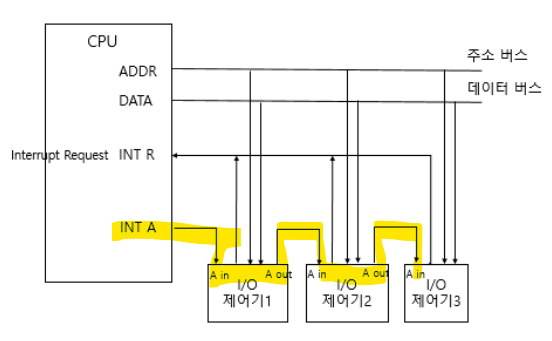 CPU
주소 버스
ADDR
데이터 버스
DATA
Interrupt Request INT R
INT A
A in A out A in A out A in
I/O I/O I/O
제어기1 제어기2 제어기3